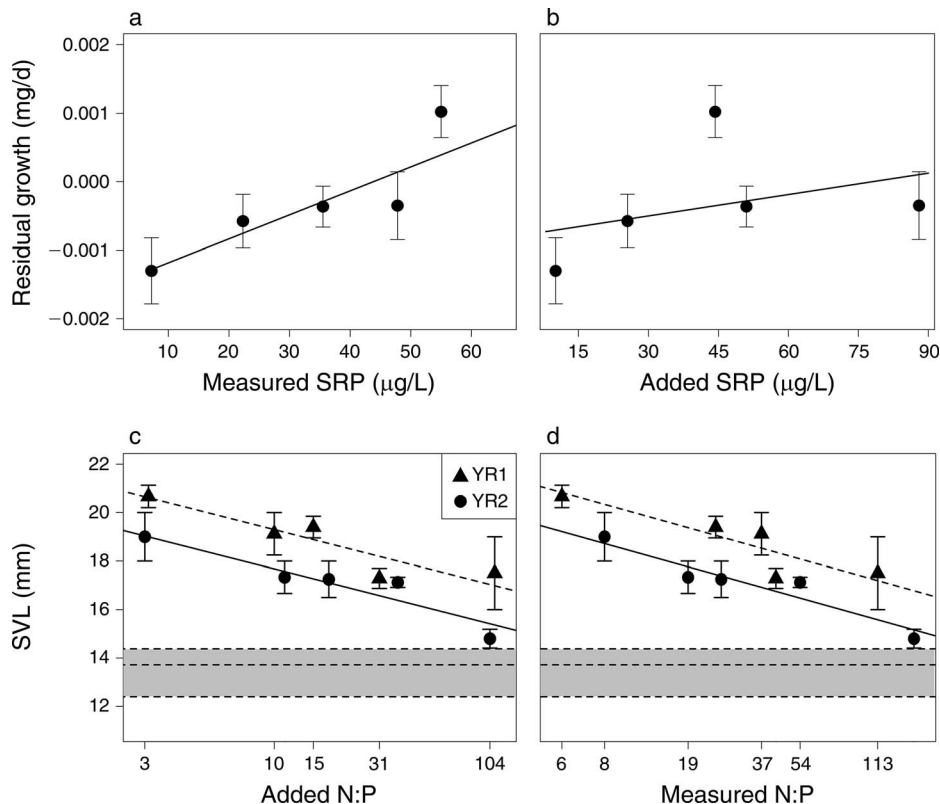 a
b
Residual growth (mg/d)
0.002
0.001
0.000
−0.001
−0.002
10 20 30 40 50 60
Measured SRP (μg/L)
15 30 45 60 75 90
Added SRP (μg/L)
c
d
SVL (mm)
22
20
18
16
14
12
YR1
YR2
3 10 15 31 104
Added N:P
6 8 19 37 54 113
Measured N:P